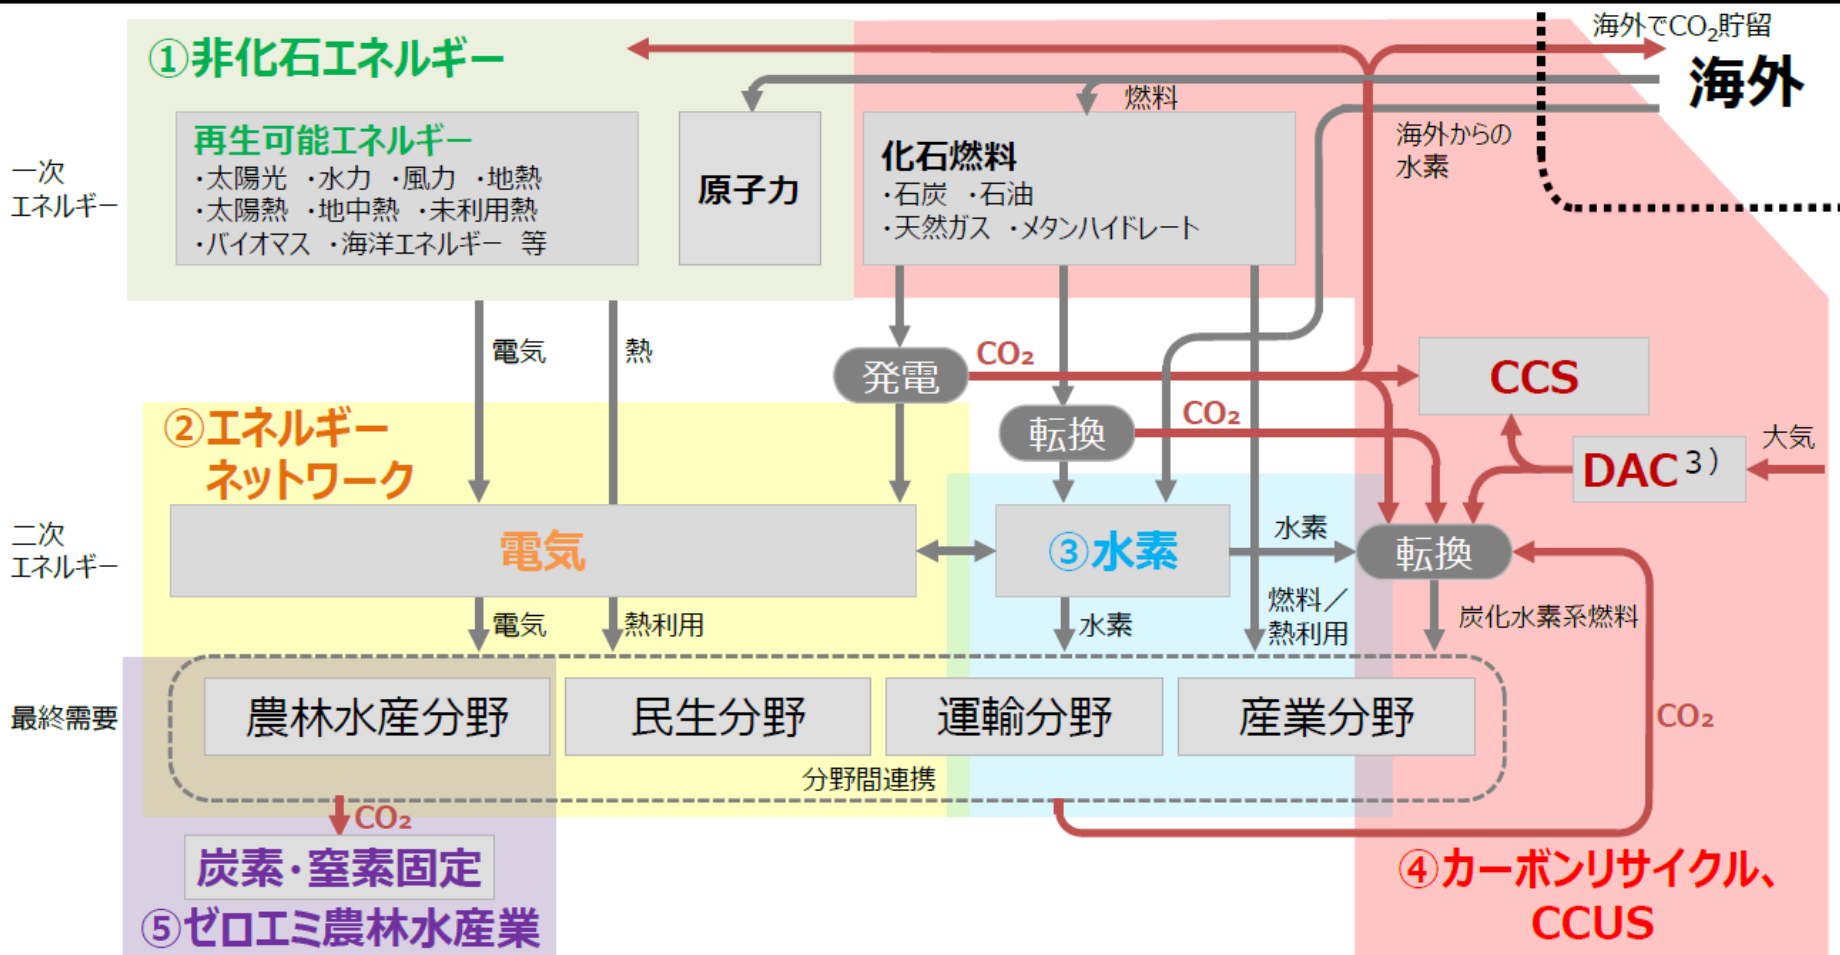 海外でCO₂貯留
海外
①非化石エネルギー
燃料
海外からの
水素
一次
エネルギー
再生可能エネルギー
・太陽光 ・水力 ・風力 ・地熱
・太陽熱 ・地中熱 ・未利用熱
・バイオマス ・海洋エネルギー 等
原子力
化石燃料
・石炭 ・石油
・天然ガス ・メタンハイドレート
電気
熱
発電
CO₂
CCS
②エネルギー
ネットワーク
転換
CO₂
大気
DAC³⁾
二次
エネルギー
電気
③水素
水素
転換
電気
熱利用
水素
燃料／
熱利用
炭化水素系燃料
最終需要
農林水産分野
民生分野
運輸分野
産業分野
CO₂
分野間連携
CO₂
炭素・窒素固定
⑤ゼロエミ農林水産業
④カーボンリサイクル、
CCUS